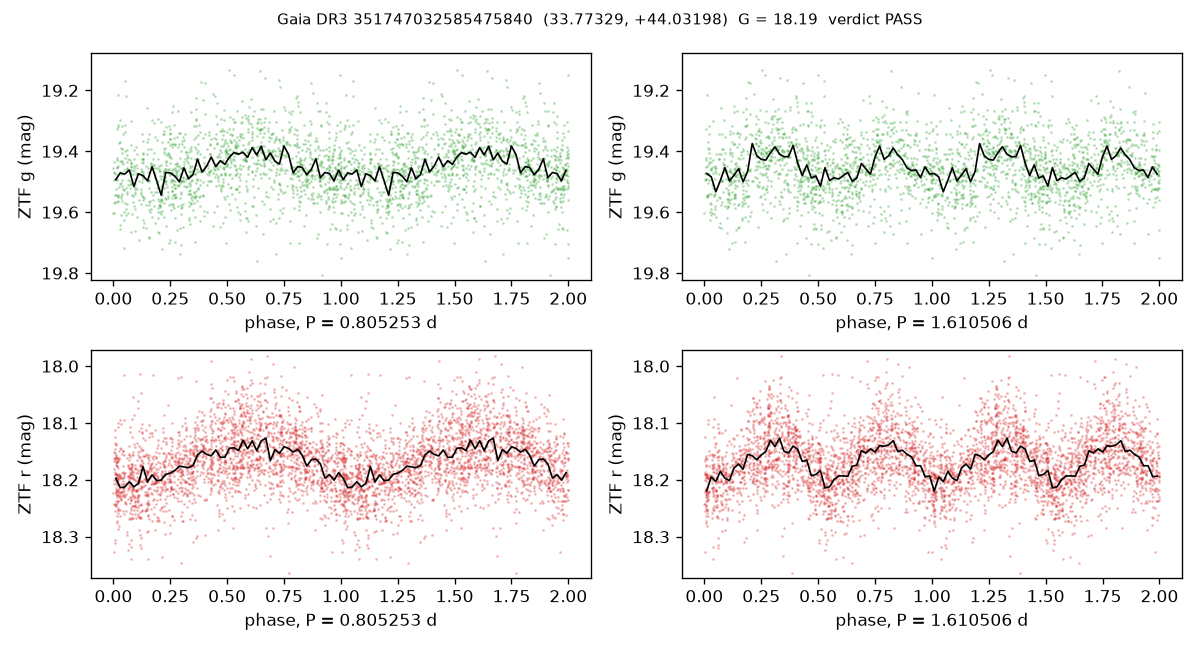 Gaia DR3 351747032585475840  (33.77329, +44.03198)  G = 18.19  verdict PASS
ZTF g (mag)
19.2
19.4
19.6
19.8
0.00 0.25 0.50 0.75 1.00 1.25 1.50 1.75 2.00
phase, P = 0.805253 d
ZTF g (mag)
19.2
19.4
19.6
19.8
0.00 0.25 0.50 0.75 1.00 1.25 1.50 1.75 2.00
phase, P = 1.610506 d
ZTF r (mag)
18.0
18.1
18.2
18.3
0.00 0.25 0.50 0.75 1.00 1.25 1.50 1.75 2.00
phase, P = 0.805253 d
ZTF r (mag)
18.0
18.1
18.2
18.3
0.00 0.25 0.50 0.75 1.00 1.25 1.50 1.75 2.00
phase, P = 1.610506 d